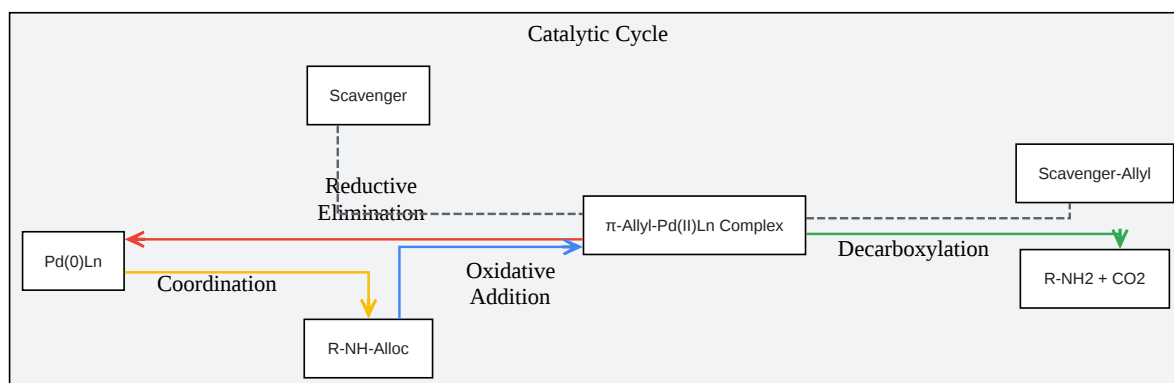 Catalytic Cycle
Scavenger
Scavenger-Allyl
Reductive
Elimination
π-Allyl-Pd(II)Ln Complex
Decarboxylation
Pd(0)Ln
Coordination
Oxidative
Addition
R-NH2 + CO2
R-NH-Alloc